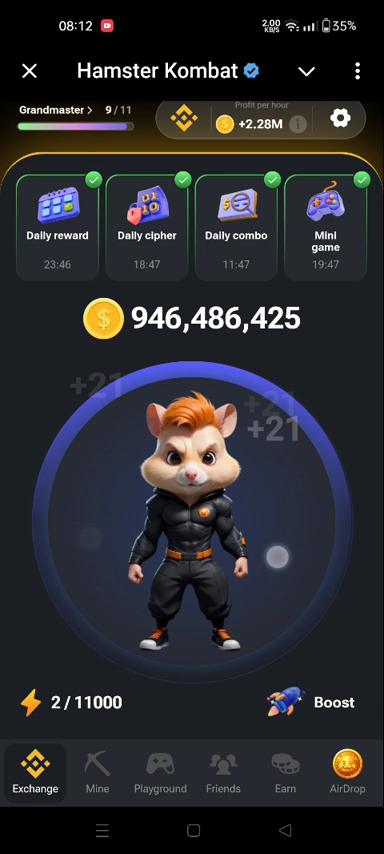 08:12
2.00
KB/S
35%
Hamster Kombat
Grandmaster > 9 / 11
Profit per hour
+2.28M
Daily reward
23:46
Daily cipher
18:47
Daily combo
11:47
Mini
game
19:47
946,486,425
+21
+21
+21
2 / 11000
Boost
Exchange
Mine
Playground
Friends
Earn
AirDrop